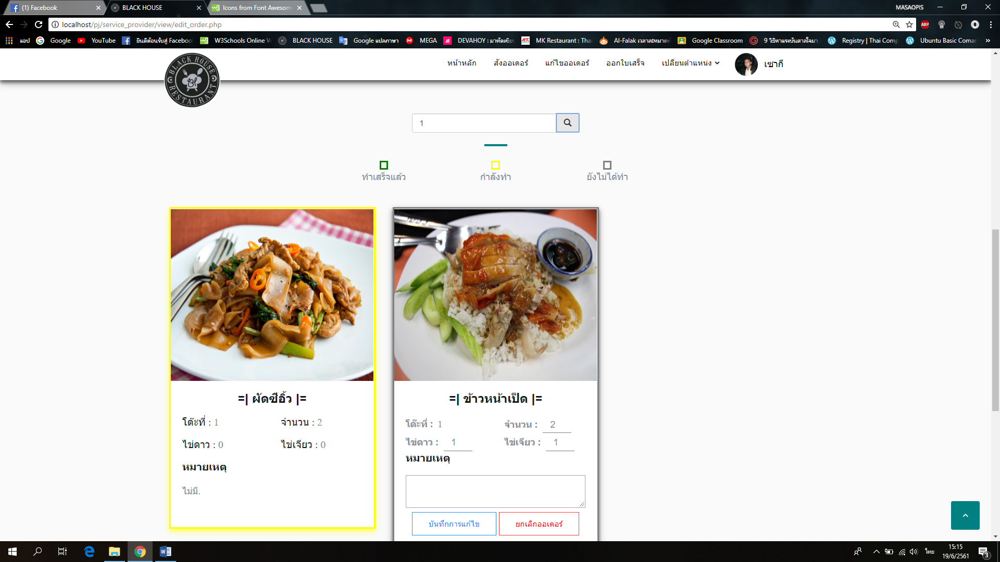 (1) Facebook
BLACK HOUSE
Icons from Font Awesom
MASAOPIS
localhost/pj/service_provider/view/edit_order.php
ABP
แอป
Google
YouTube
ยินดีต้อนรับสู่ Faceboo
W3Schools Online W
BLACK HOUSE
Google แปลภาษา
MEGA
DEVAHOY : มาหัดเขีย
MK Restaurant : Tha
Al-Falak เวลาละหมาด
Google Classroom
9 วิธีหาแรงบันดาลใจมา
Registry | Thai Comp
Ubuntu Basic Coma
»
BLACK HOUSE
Bl
RESTAURANT
หน้าหลัก
สั่งออเดอร์
แก้ไขออเดอร์
ออกใบเสร็จ
เปลี่ยนตำแหน่ง
เซากี
1
ทำเสร็จแล้ว
กำลังทำ
ยังไม่ได้ทำ
=| ผัดซีอิ้ว |=
โต๊ะที่ : 1
จำนวน : 2
ไข่ดาว : 0
ไข่เจียว : 0
หมายเหตุ
ไม่มี.
=| ข้าวหน้าเป็ด |=
โต๊ะที่ : 1
จำนวน : 2
ไข่ดาว : 1
ไข่เจียว : 1
หมายเหตุ
บันทึกการแก้ไข
ยกเลิกออเดอร์
ไทย
15:15
19/6/2561
3